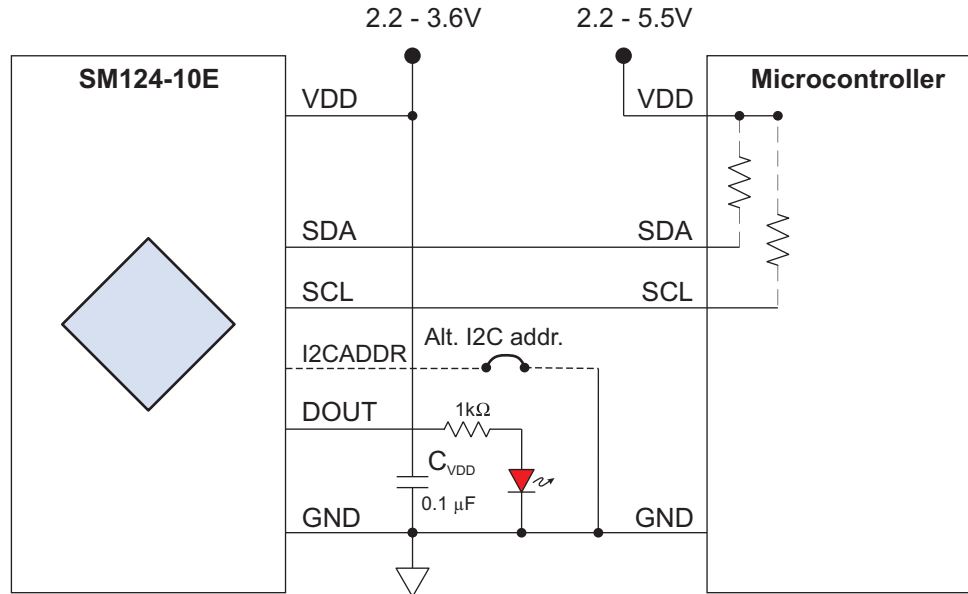 2.2 - 3.6V
2.2 - 5.5V
SM124-10E
Microcontroller
VDD
VDD
SDA
SDA
SCL
SCL
Alt. I2C addr.
I2CADDR
DOUT
1kΩ
CVDD
0.1 μF
GND
GND